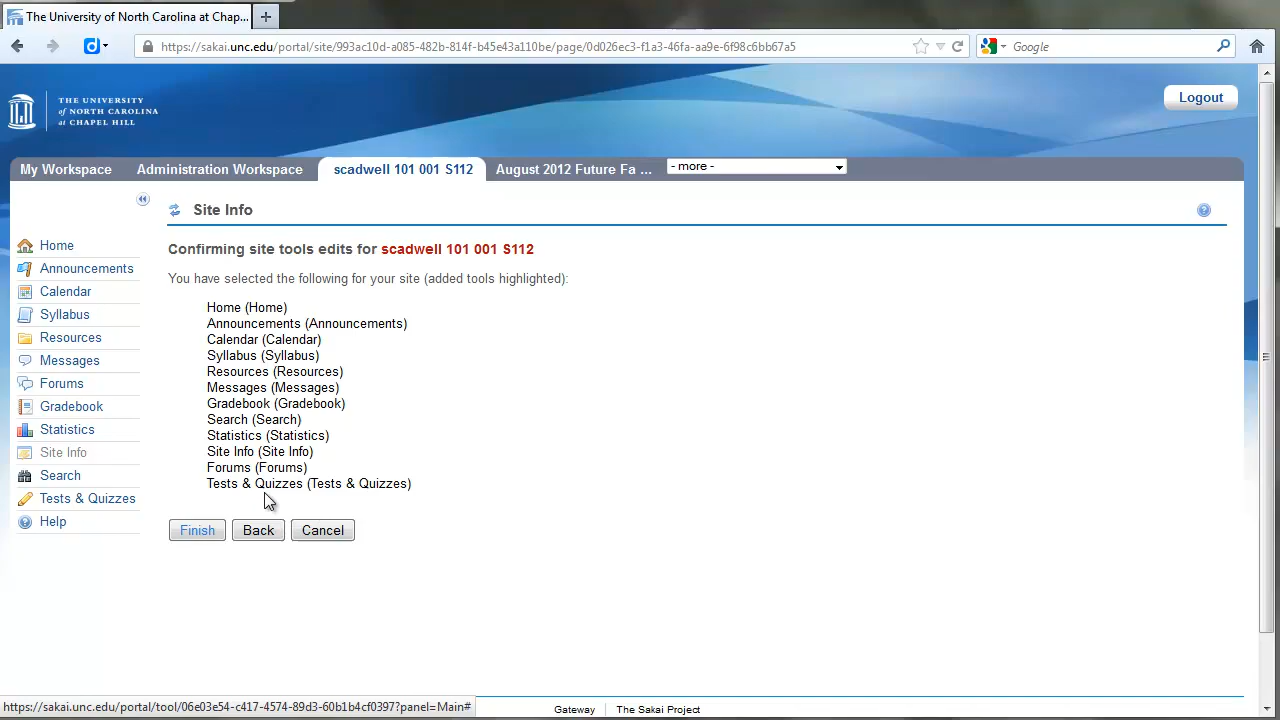 The University of North Carolina at Chap...
https://sakai.unc.edu/portal/site/993ac10d-a085-482b-814f-b45e43a110be/page/0d026ec3-f1a3-46fa-aa9e-6f98c6bb67a5
Google
THE UNIVERSITY
of NORTH CAROLINA
at CHAPEL HILL
Logout
My Workspace
Administration Workspace
scadwell 101 001 S112
August 2012 Future Fa ...
- more -
Site Info
Home
Announcements
Calendar
Syllabus
Resources
Messages
Forums
Gradebook
Statistics
Site Info
Search
Tests & Quizzes
Help
Confirming site tools edits for scadwell 101 001 S112
You have selected the following for your site (added tools highlighted):
Home (Home)
Announcements (Announcements)
Calendar (Calendar)
Syllabus (Syllabus)
Resources (Resources)
Messages (Messages)
Gradebook (Gradebook)
Search (Search)
Statistics (Statistics)
Site Info (Site Info)
Forums (Forums)
Tests & Quizzes (Tests & Quizzes)
Finish
Back
Cancel
https://sakai.unc.edu/portal/tool/06e03e54-c417-4574-89d3-60b1b4cf0397?panel=Main#
Gateway
The Sakai Project